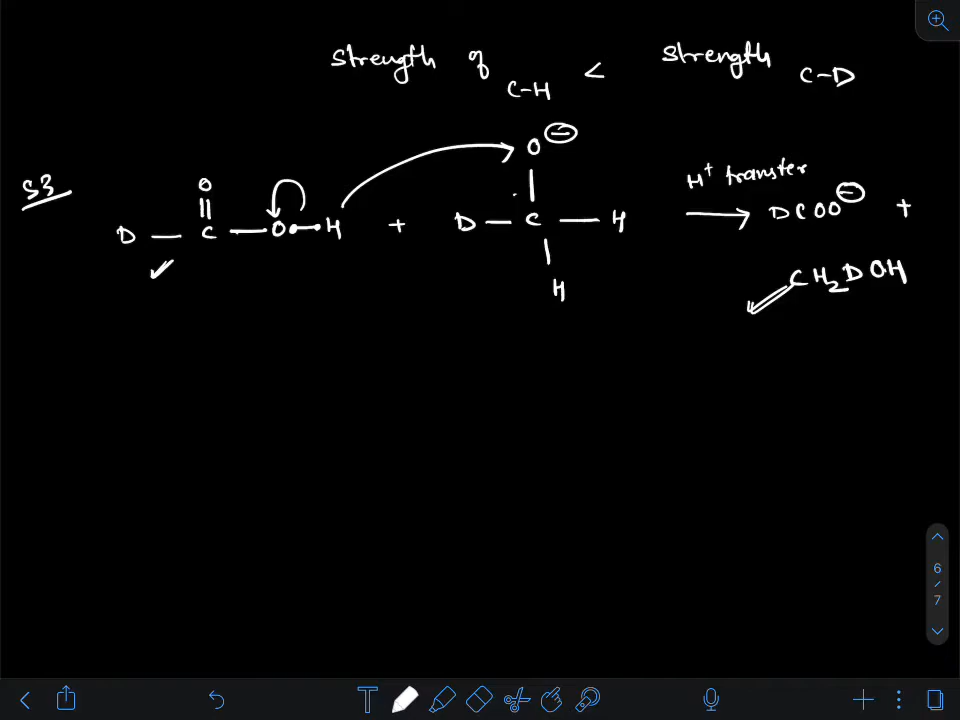 Strength of C-H < Strength C-D
S3
D - C - O - H + D - C - H H+ transfer DCOO⊖ +
O
O⊖
H
CH2DOH
6
/
7
T